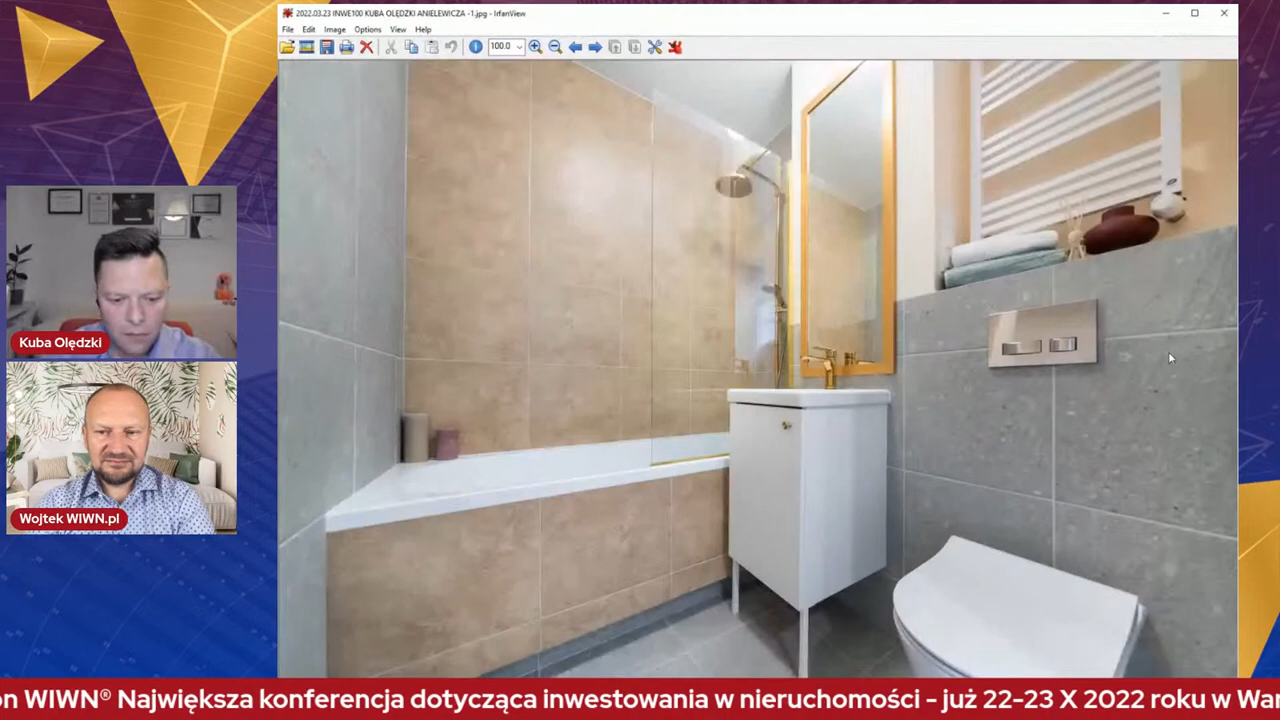 2022.03.23 INWE100 KUBA OLĘDZKI ANIELEWICZA -1.jpg - IrfanView
File Edit Image Options View Help
100.0
Kuba Olędzki
Wojtek WIWN.pl
on WIWN® Największa konferencja dotycząca inwestowania w nieruchomości - już 22-23 X 2022 roku w War